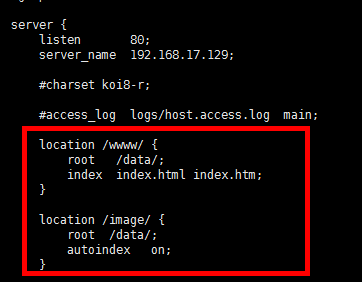 server {
listen 80;
server_name 192.168.17.129;
#charset koi8-r;
#access_log logs/host.access.log main;
location /www/ {
root /data/;
index index.html index.htm;
}
location /image/ {
root /data/;
autoindex on;
}